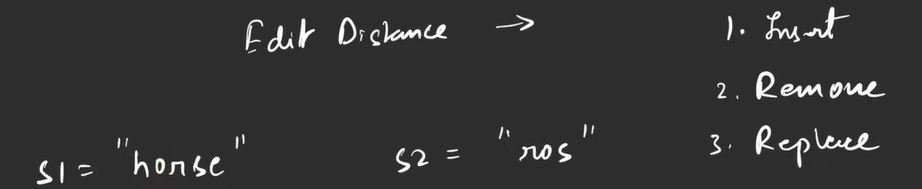 Edit Distance → 1. Insert
2. Remove
S1 = "horse" S2 = "ros" 3. Replace